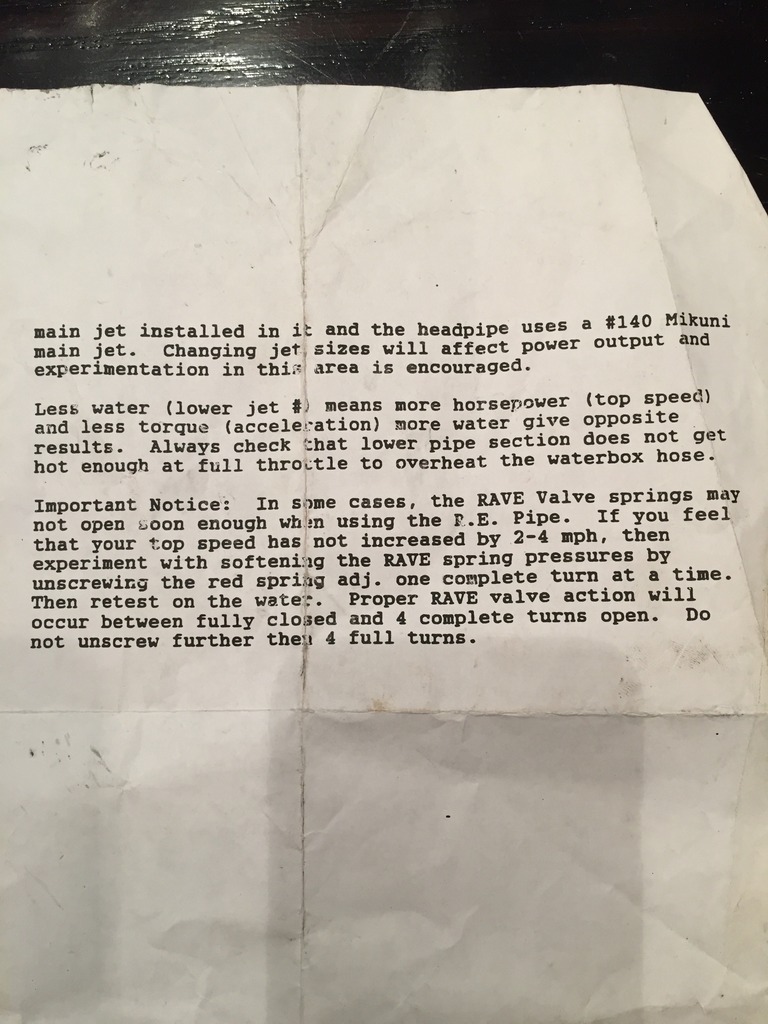 main jet installed in it and the headpipe uses a #140 Mikuni
main jet.  Changing jet sizes will affect power output and
experimentation in this area is encouraged.
Less water (lower jet #) means more horsepower (top speed)
and less torque (acceleration) more water give opposite
results.  Always check that lower pipe section does not get
hot enough at full throttle to overheat the waterbox hose.
Important Notice:  In some cases, the RAVE Valve springs may
not open soon enough when using the R.E. Pipe.  If you feel
that your top speed has not increased by 2-4 mph, then
experiment with softening the RAVE spring pressures by
unscrewing the red spring adj. one complete turn at a time.
Then retest on the water.  Proper RAVE valve action will
occur between fully closed and 4 complete turns open.  Do
not unscrew further then 4 full turns.